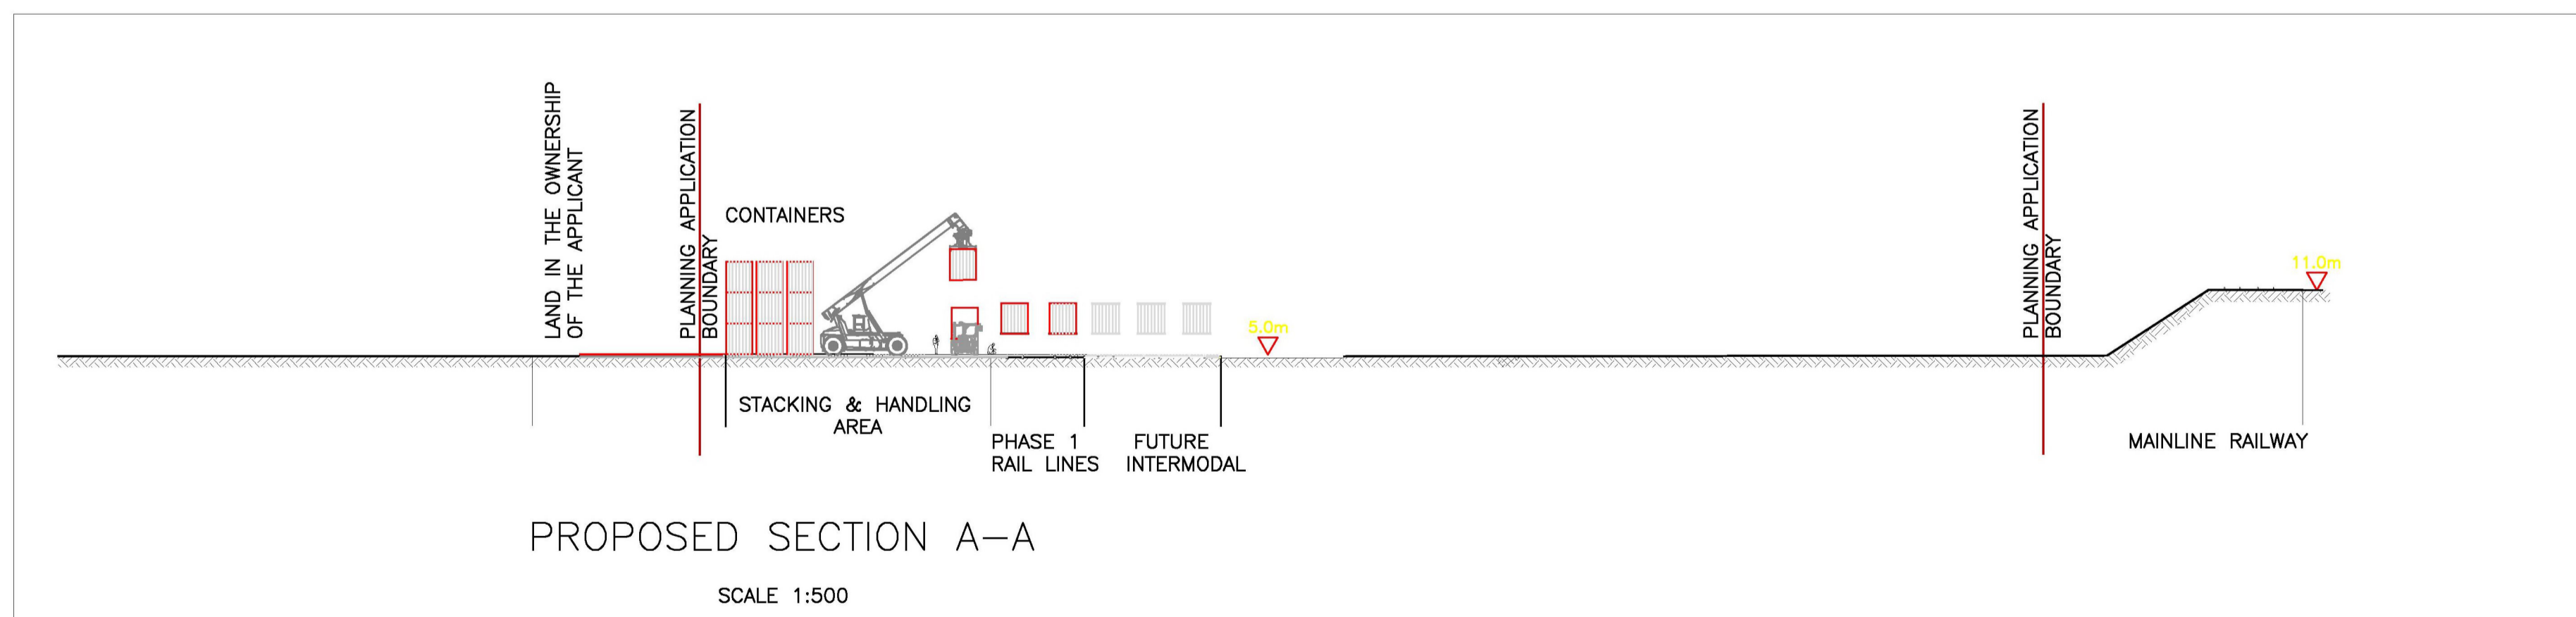 LAND IN THE OWNERSHIP
OF THE APPLICANT
PLANNING APPLICATION
BOUNDARY
CONTAINERS
5.0m
PLANNING APPLICATION
BOUNDARY
11.0m
STACKING & HANDLING
AREA
PHASE 1
RAIL LINES
FUTURE
INTERMODAL
MAINLINE RAILWAY
PROPOSED SECTION A-A
SCALE 1:500